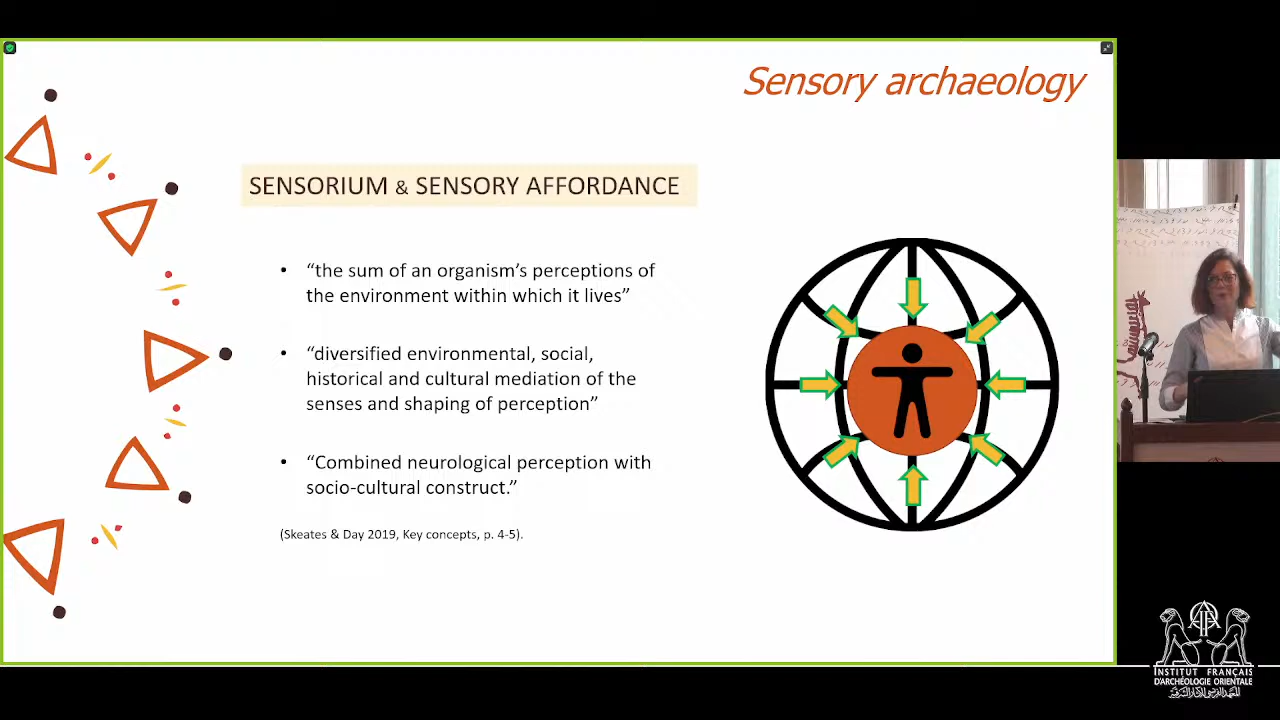 Sensory archaeology
SENSORIUM & SENSORY AFFORDANCE
• “the sum of an organism’s perceptions of
the environment within which it lives”
• “diversified environmental, social,
historical and cultural mediation of the
senses and shaping of perception”
• “Combined neurological perception with
socio-cultural construct.”
(Skeates & Day 2019, Key concepts, p. 4-5).
INSTITUT FRANÇAIS
D’ARCHÉOLOGIE ORIENTALE